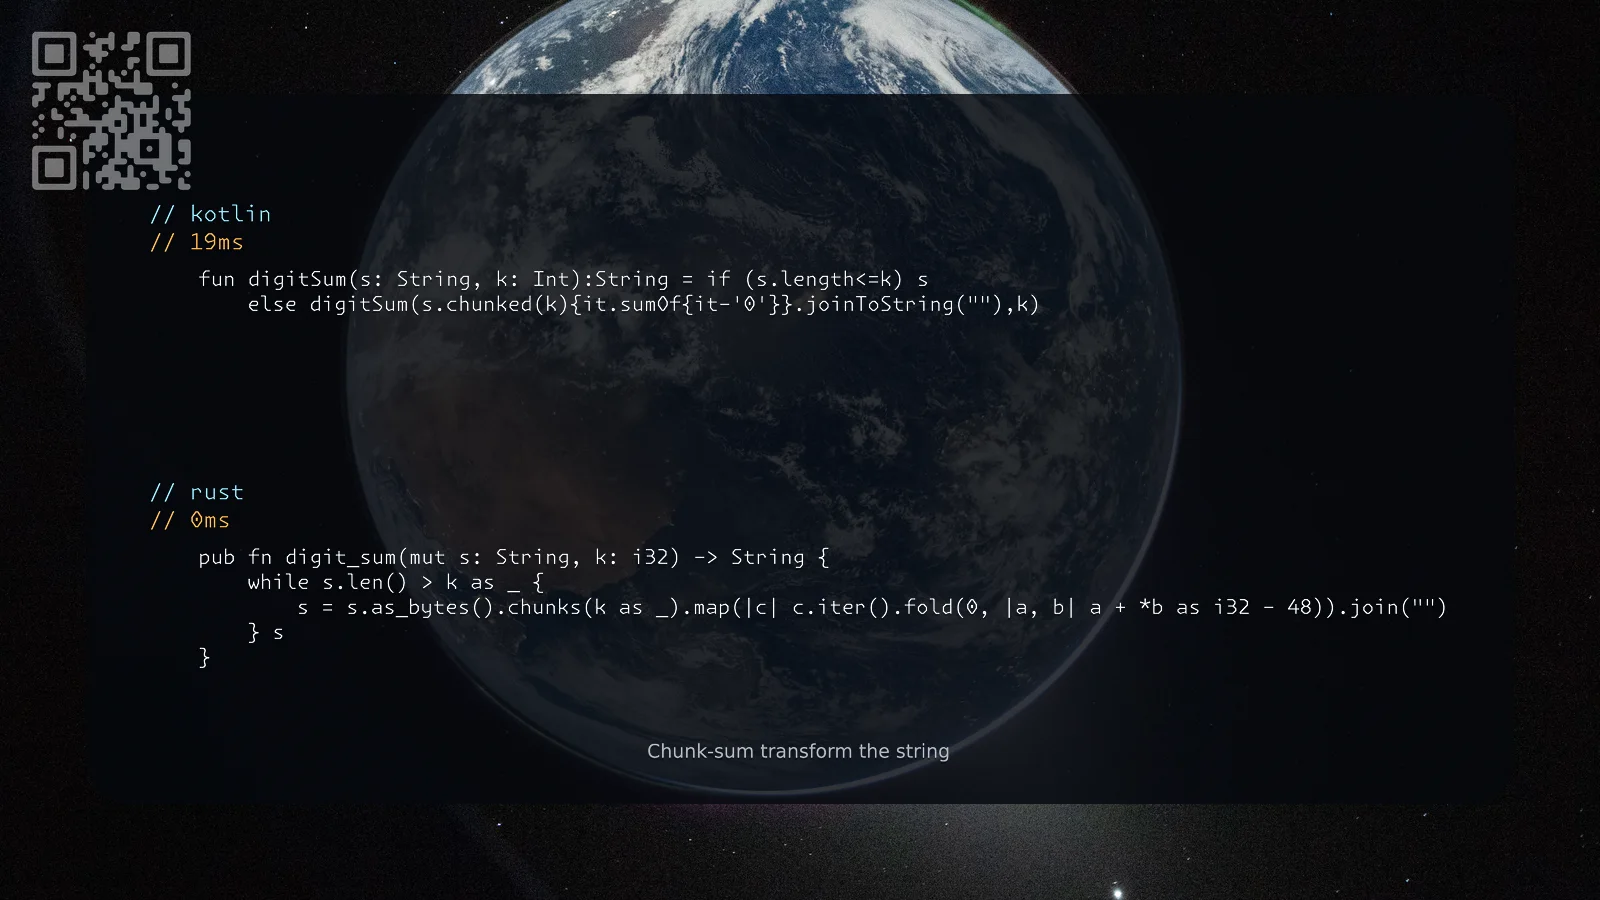 // kotlin
// 19ms
fun digitSum(s: String, k: Int):String = if (s.length<=k) s
else digitSum(s.chunked(k){it.sumOf{it-'0'}}.joinToString(""),k)
// rust
// 0ms
pub fn digit_sum(mut s: String, k: i32) -> String {
while s.len() > k as _ {
s = s.as_bytes().chunks(k as _).map(|c| c.iter().fold(0, |a, b| a + *b as i32 - 48)).join("")
} s
}
Chunk-sum transform the string